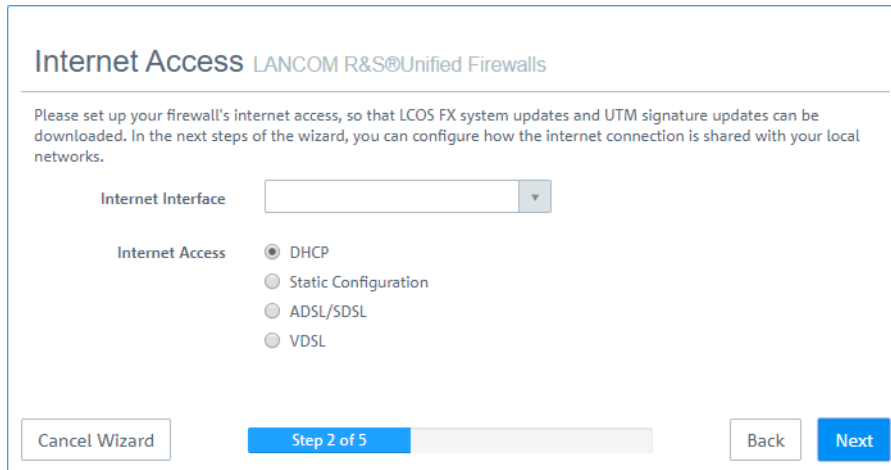 Internet Access LANCOM R&S®Unified Firewalls
Please set up your firewall's internet access, so that LCOS FX system updates and UTM signature updates can be
downloaded. In the next steps of the wizard, you can configure how the internet connection is shared with your local
networks.
Internet Interface
Internet Access
DHCP
Static Configuration
ADSL/SDSL
VDSL
Cancel Wizard
Step 2 of 5
Back
Next